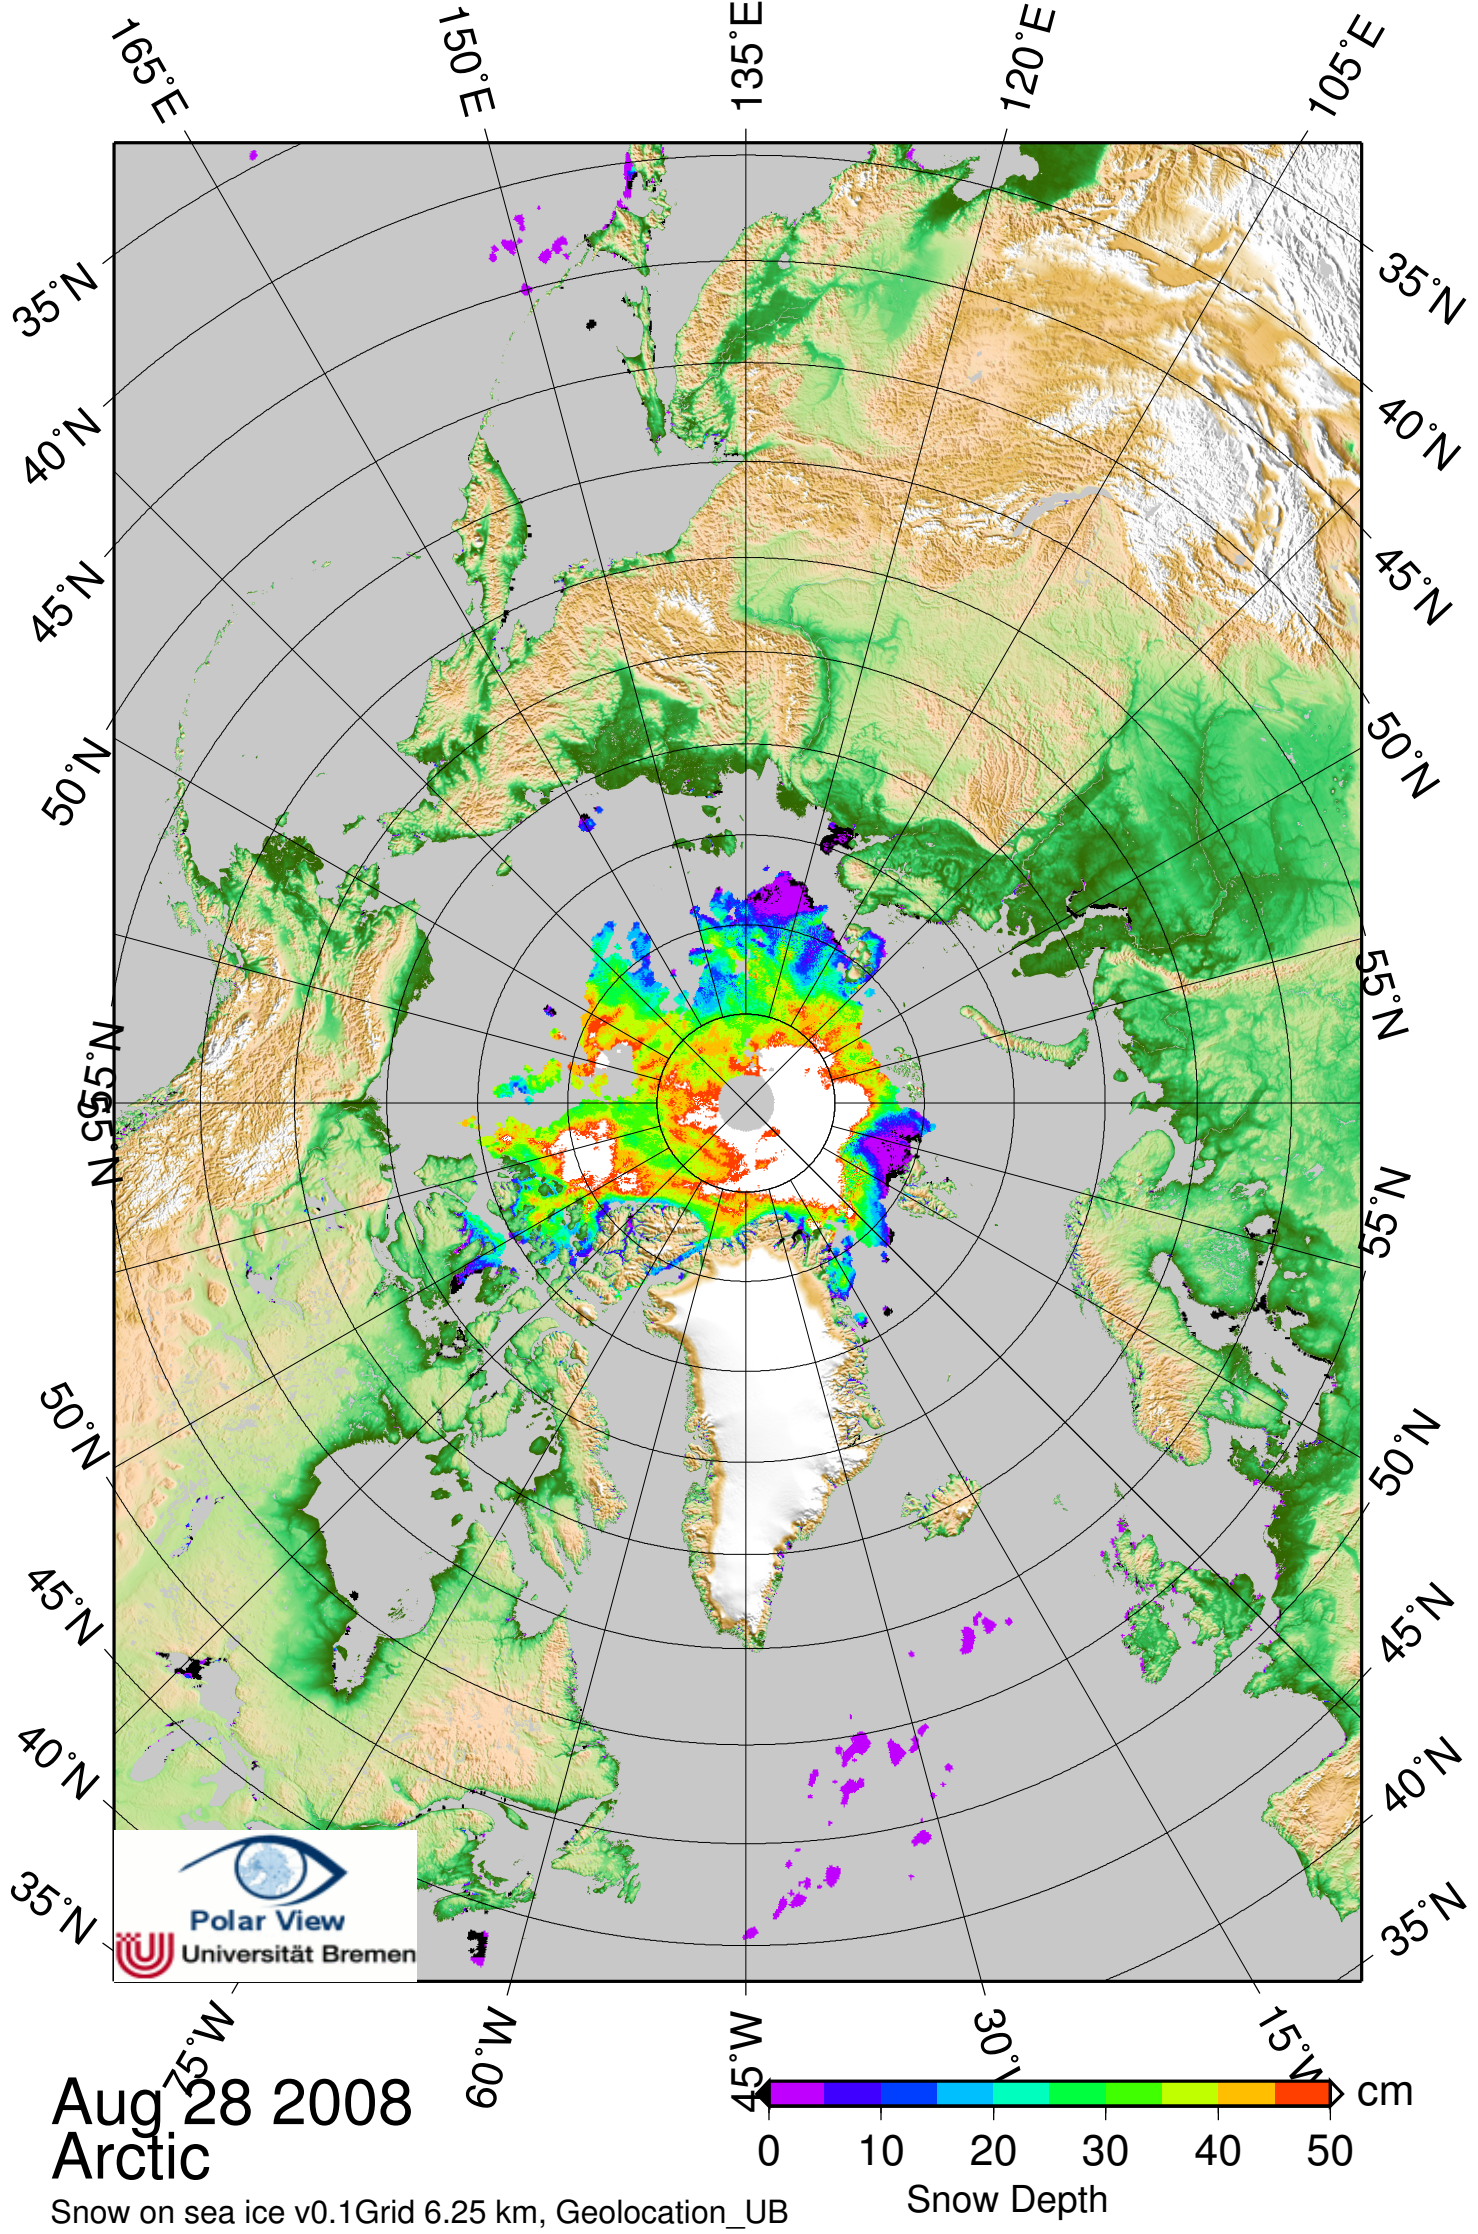 165°E 150°E 135°E 120°E 105°E
35°N 35°N
40°N 40°N
45°N 45°N
50°N 50°N
55°N 55°N
55°N 55°N
50°N 50°N
45°N 45°N
40°N 40°N
35°N 35°N
Polar View
Universität Bremen
75°W 60°W 45°W 30°W 15°W
Aug 28 2008
Arctic
Snow on sea ice v0.1Grid 6.25 km, Geolocation_UB
cm
0 10 20 30 40 50
Snow Depth